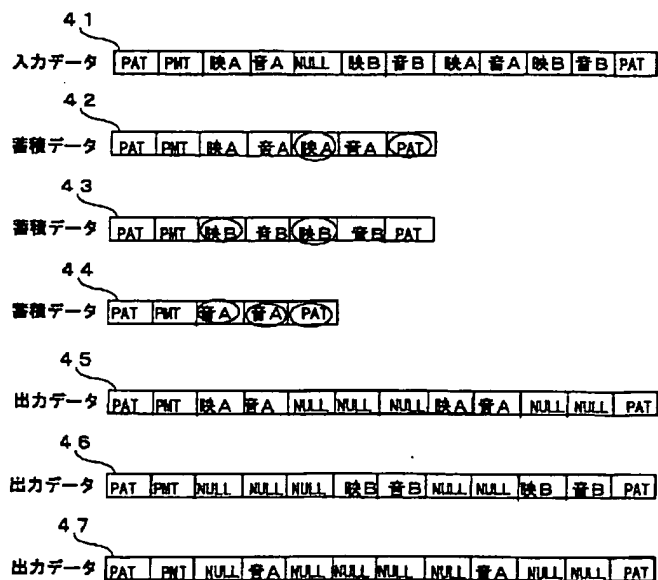 41
入力データ PAT PMT 映A 音A NULL 映B 音B 映A 音A 映B 音B PAT
42
蓄積データ PAT PMT 映A 音A 映A 音A PAT
43
蓄積データ PAT PMT 映B 音B 映B 音B PAT
44
蓄積データ PAT PMT 音A 音A PAT
45
出力データ PAT PMT 映A 音A NULL NULL NULL 映A 音A NULL NULL PAT
46
出力データ PAT PMT NULL NULL NULL 映B 音B NULL NULL 映B 音B PAT
47
出力データ PAT PMT NULL 音A NULL NULL NULL NULL 音A NULL NULL PAT